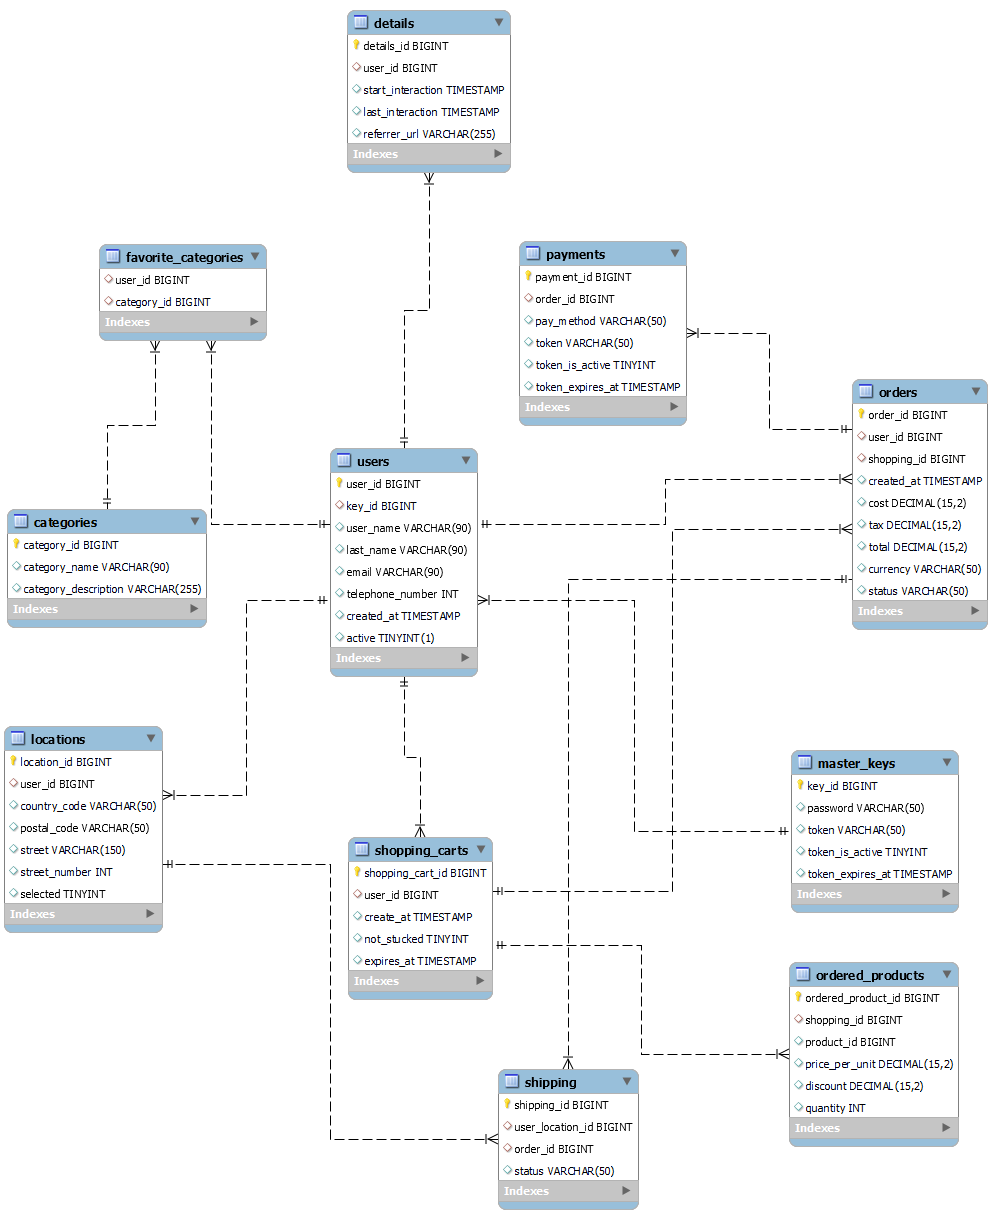 details
details_id BIGINT
user_id BIGINT
start_interaction TIMESTAMP
last_interaction TIMESTAMP
referrer_url VARCHAR(255)
Indexes
favorite_categories
user_id BIGINT
category_id BIGINT
Indexes
payments
payment_id BIGINT
order_id BIGINT
pay_method VARCHAR(50)
token VARCHAR(50)
token_is_active TINYINT
token_expires_at TIMESTAMP
Indexes
orders
order_id BIGINT
user_id BIGINT
shopping_id BIGINT
created_at TIMESTAMP
cost DECIMAL(15,2)
tax DECIMAL(15,2)
total DECIMAL(15,2)
currency VARCHAR(50)
status VARCHAR(50)
Indexes
users
user_id BIGINT
key_id BIGINT
user_name VARCHAR(90)
last_name VARCHAR(90)
email VARCHAR(90)
telephone_number INT
created_at TIMESTAMP
active TINYINT(1)
Indexes
categories
category_id BIGINT
category_name VARCHAR(90)
category_description VARCHAR(255)
Indexes
locations
location_id BIGINT
user_id BIGINT
country_code VARCHAR(50)
postal_code VARCHAR(50)
street VARCHAR(150)
street_number INT
selected TINYINT
Indexes
master_keys
key_id BIGINT
password VARCHAR(50)
token VARCHAR(50)
token_is_active TINYINT
token_expires_at TIMESTAMP
Indexes
shopping_carts
shopping_cart_id BIGINT
user_id BIGINT
create_at TIMESTAMP
not_stucked TINYINT
expires_at TIMESTAMP
Indexes
ordered_products
ordered_product_id BIGINT
shopping_id BIGINT
product_id BIGINT
price_per_unit DECIMAL(15,2)
discount DECIMAL(15,2)
quantity INT
Indexes
shipping
shipping_id BIGINT
user_location_id BIGINT
order_id BIGINT
status VARCHAR(50)
Indexes